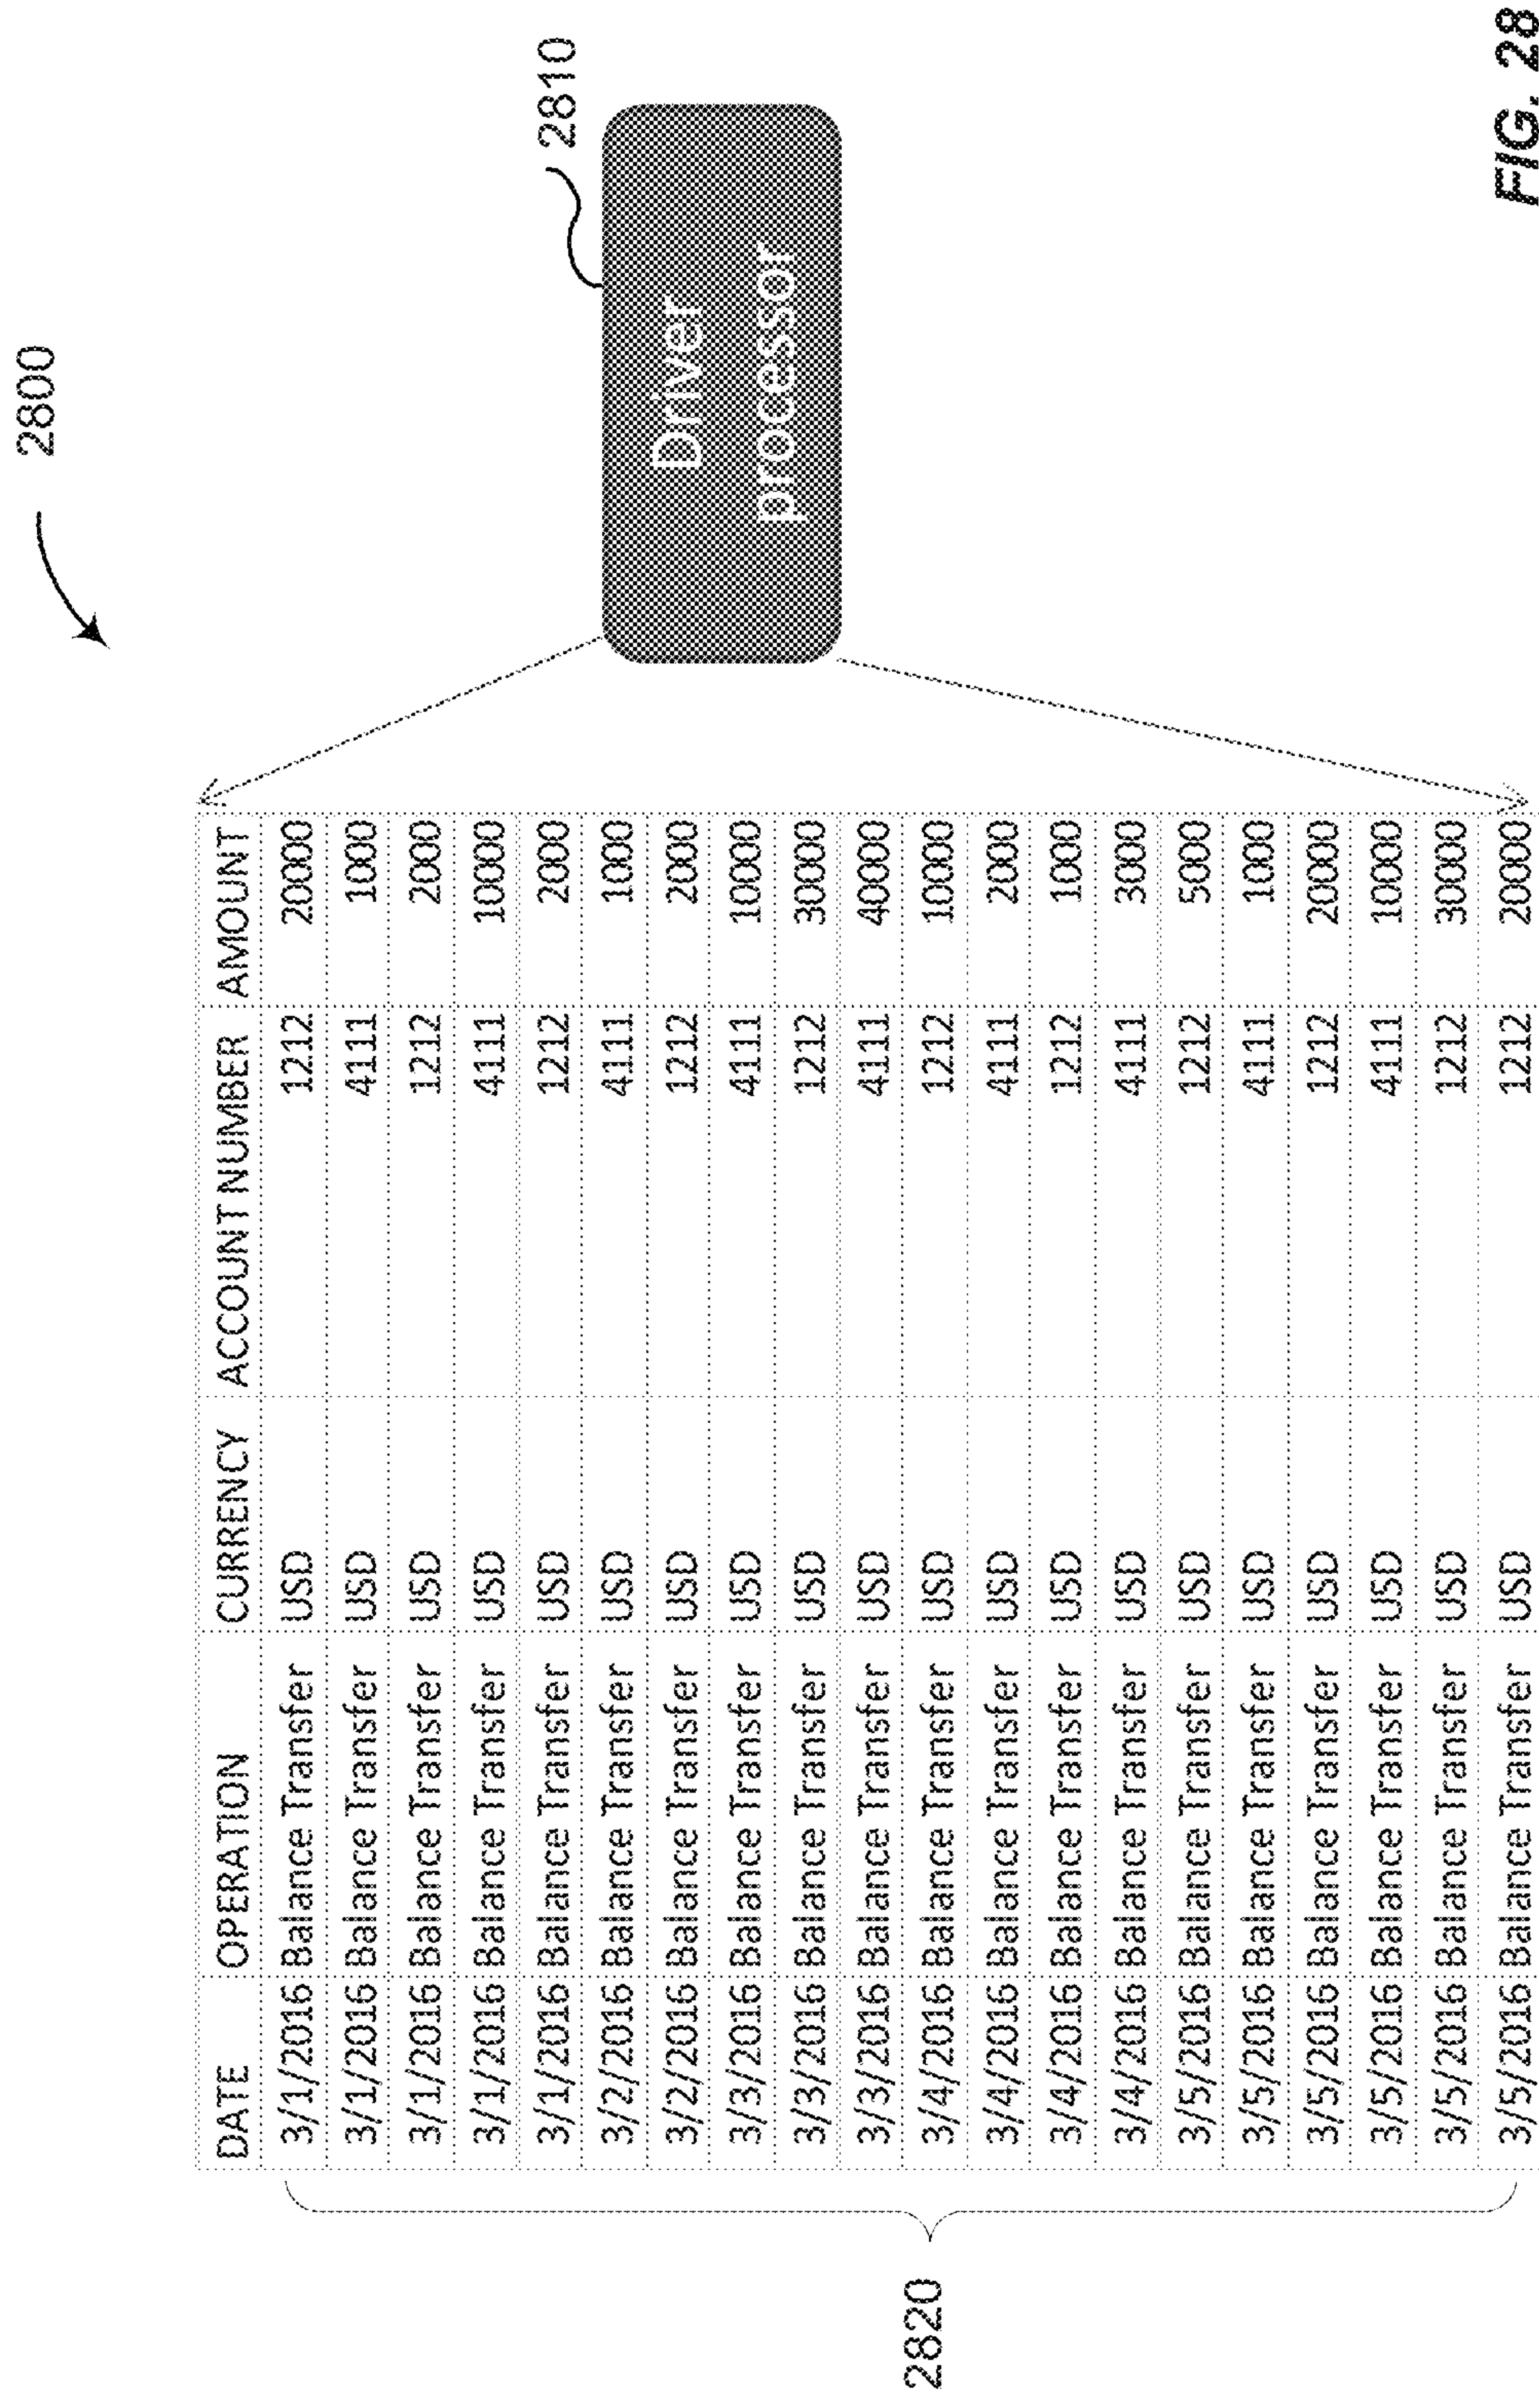 2800
DATE OPERATION CURRENCY ACCOUNT NUMBER AMOUNT
3/1/2016 Balance Transfer USD 1212 20000
3/1/2016 Balance Transfer USD 4111 1000
3/1/2016 Balance Transfer USD 1212 2000
3/1/2016 Balance Transfer USD 4111 10000
3/1/2016 Balance Transfer USD 1212 2000
3/2/2016 Balance Transfer USD 4111 1000
3/2/2016 Balance Transfer USD 1212 2000
3/3/2016 Balance Transfer USD 4111 10000
3/3/2016 Balance Transfer USD 1212 30000
3/3/2016 Balance Transfer USD 4111 40000
3/4/2016 Balance Transfer USD 1212 10000
3/4/2016 Balance Transfer USD 4111 2000
3/4/2016 Balance Transfer USD 1212 1000
3/4/2016 Balance Transfer USD 4111 3000
3/5/2016 Balance Transfer USD 1212 5000
3/5/2016 Balance Transfer USD 4111 1000
3/5/2016 Balance Transfer USD 1212 20000
3/5/2016 Balance Transfer USD 4111 10000
3/5/2016 Balance Transfer USD 1212 30000
3/5/2016 Balance Transfer USD 1212 20000
2820
2810
Driver
processor
FIG. 28